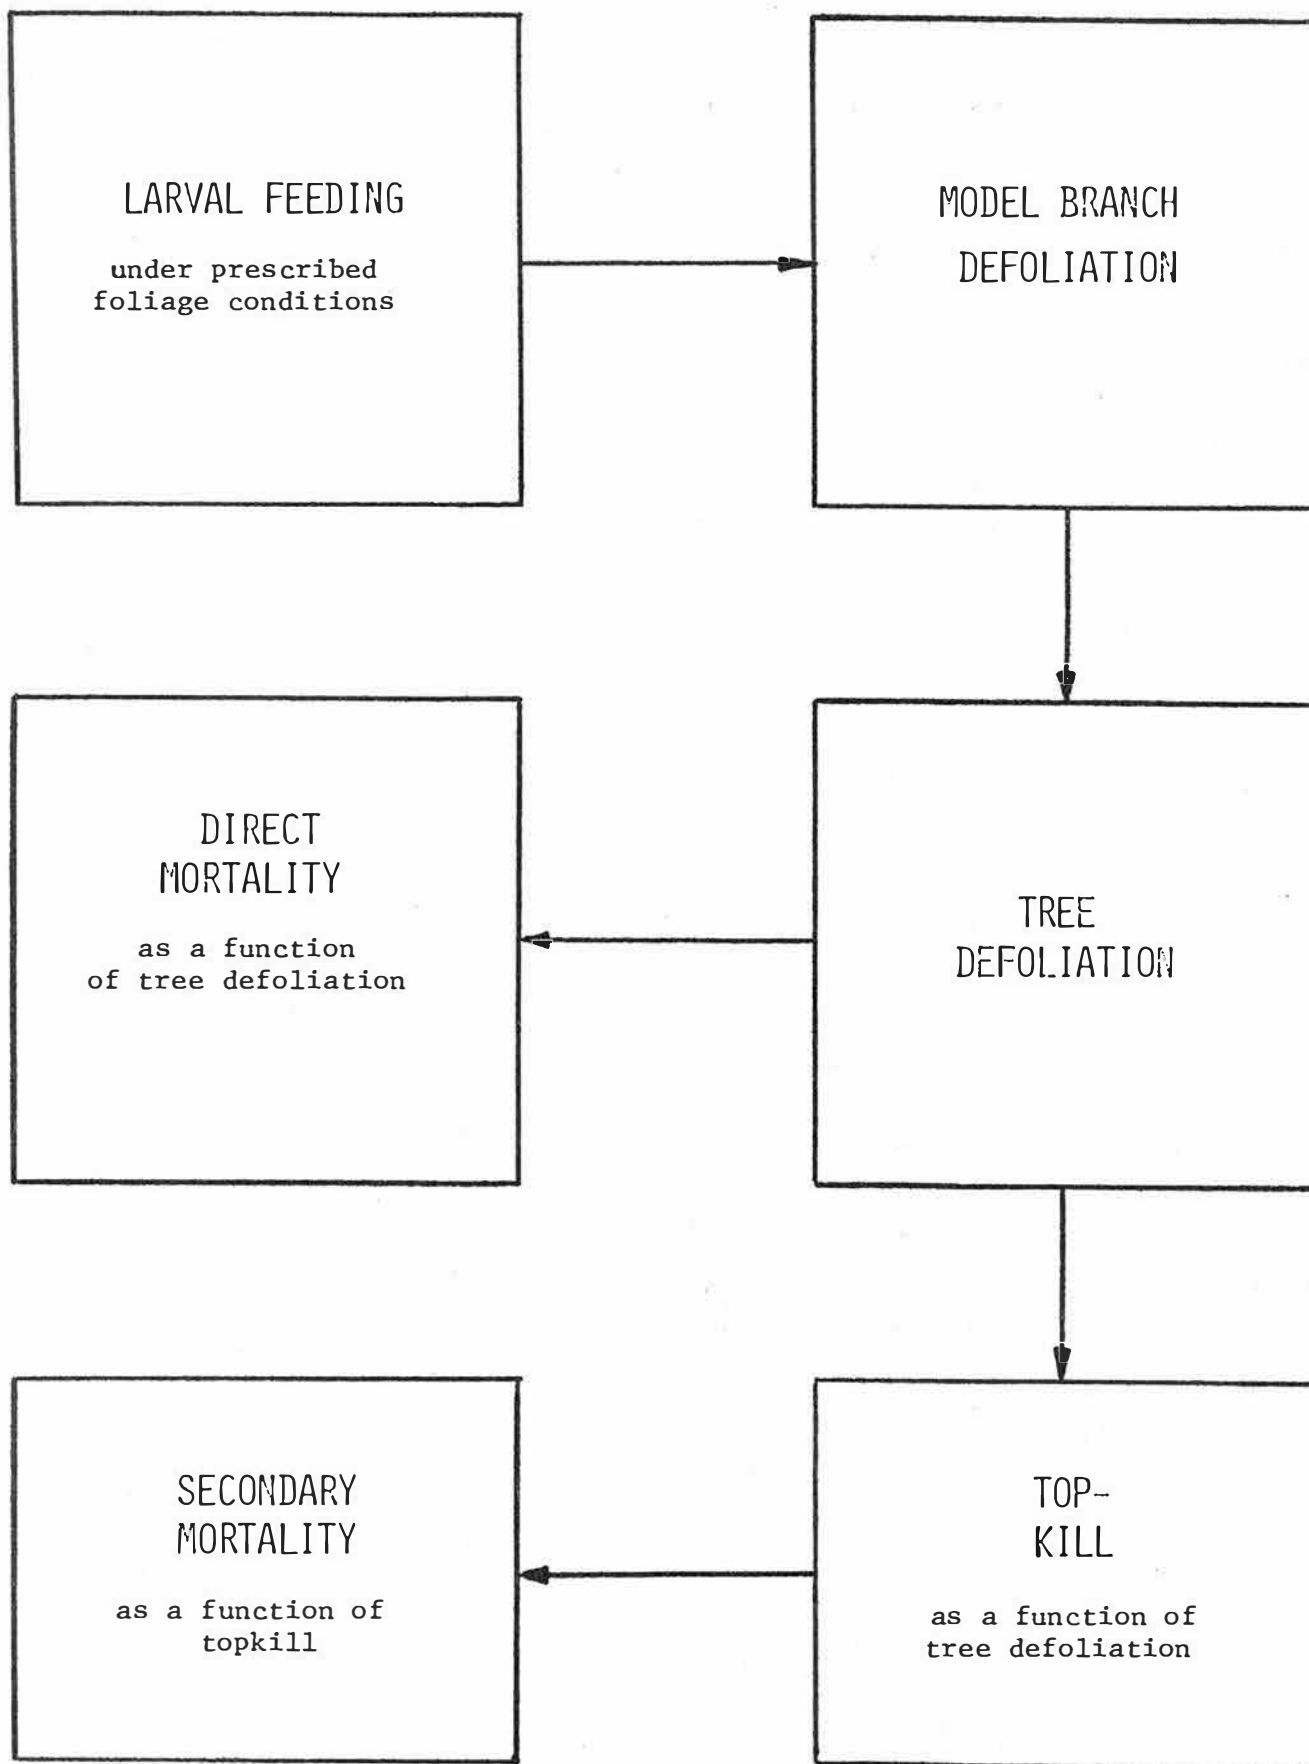 LARVAL FEEDING
under prescribed
foliage conditions
MODEL BRANCH
DEFOLIATION
DIRECT
MORTALITY
as a function
of tree defoliation
TREE
DEFOLIATION
SECONDARY
MORTALITY
as a function of
topkill
TOP-
KILL
as a function of
tree defoliation